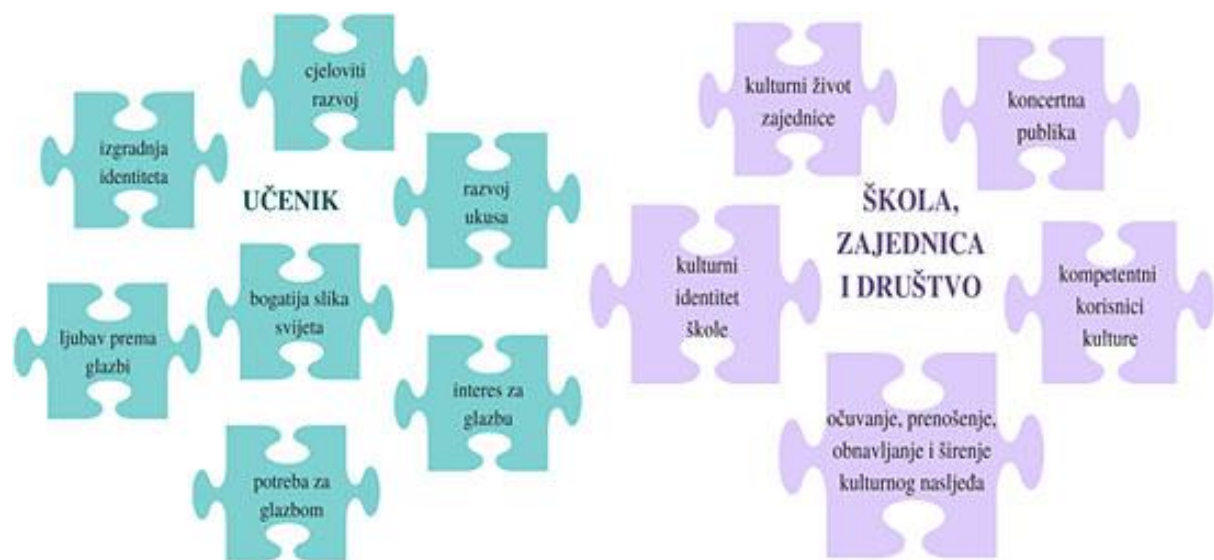 cjeloviti
razvoj
izgradnja
identiteta
UČENIK
razvoj
ukusa
bogatija slika
svijeta
ljubav prema
glazbi
interes za
glazbu
potreba za
glazbom
kulturni život
zajednice
koncertna
publika
ŠKOLA,
ZAJEDNICA
I DRUŠTVO
kulturni
identitet
škole
kompetentni
korisnici
kulture
očuvanje, prenošenje,
obnavljanje i širenje
kulturnog nasljeđa